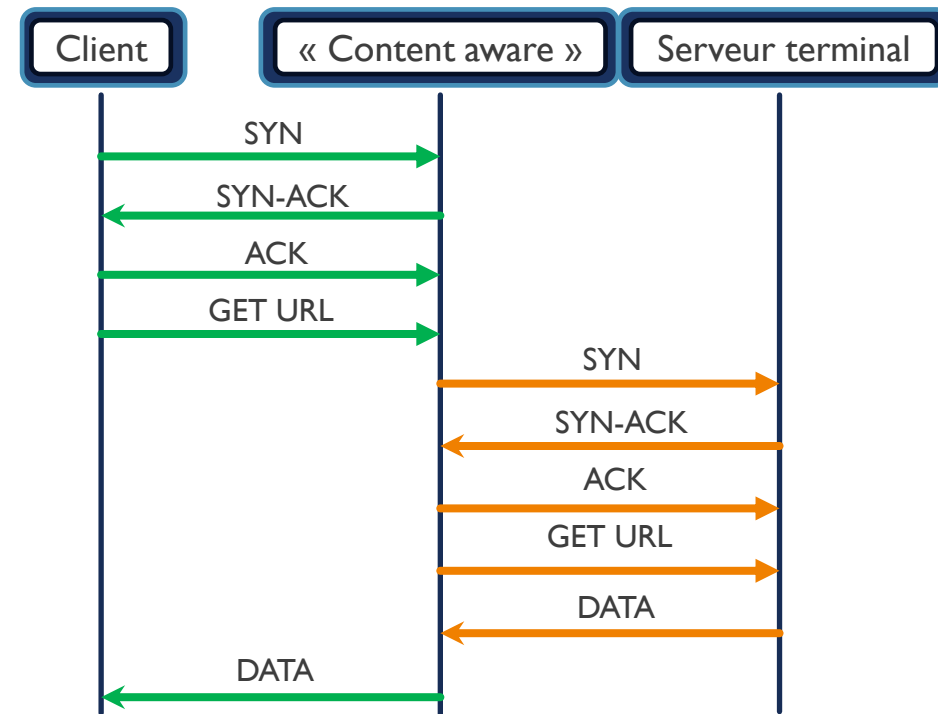 Client
« Content aware »
Serveur terminal
SYN
SYN-ACK
ACK
GET URL
SYN
SYN-ACK
ACK
GET URL
DATA
DATA